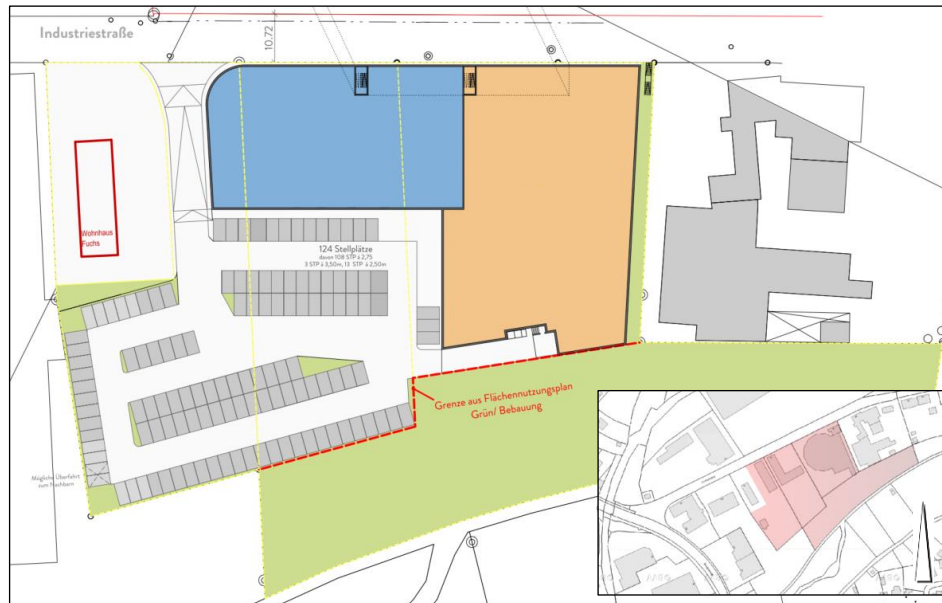 Industriestraße
10.72
Wohnhaus
Fuchs
124 Stellplätze
davon 108 STP à 2,75
3 STP à 3,50m, 13 STP à 2,50m
Grenze aus Flächennutzungsplan
Grün/ Bebauung
Mögliche Überfahrt
zum Nachbarn